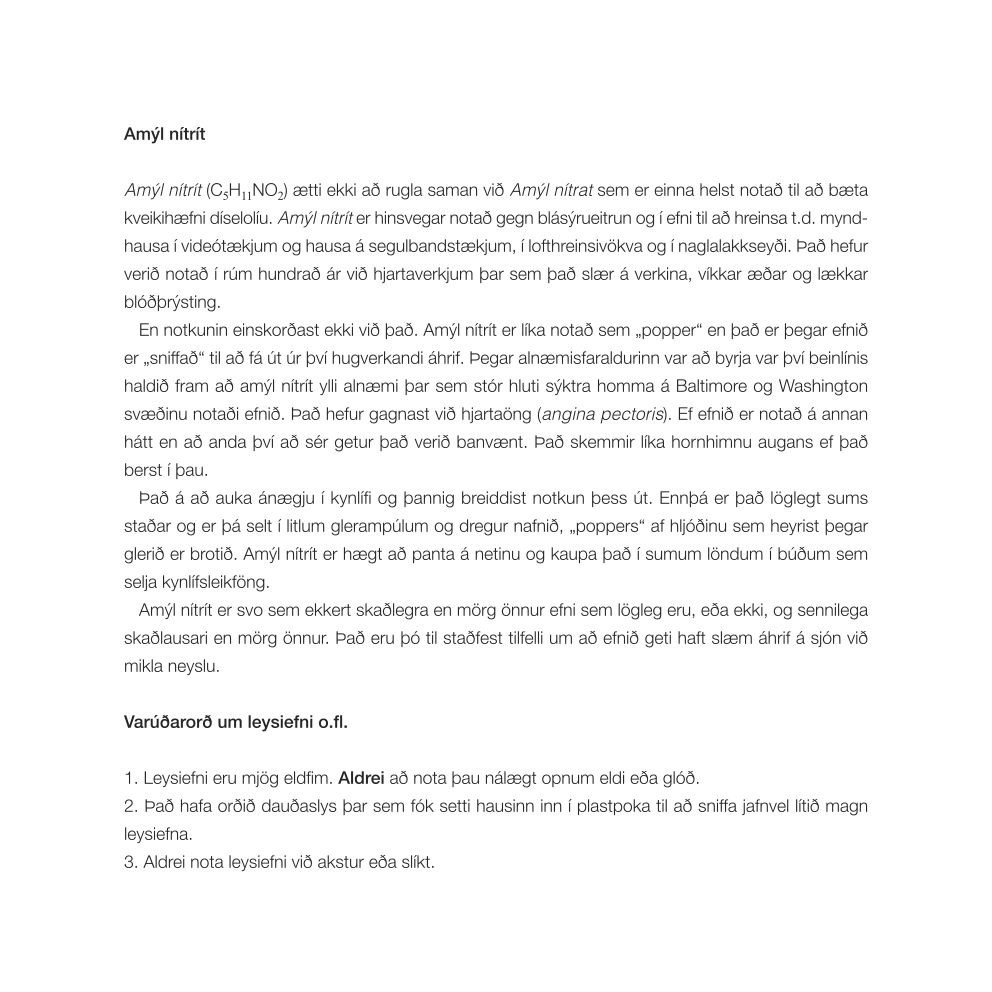 Amýl nítrít
Amýl nítrít (C₅H₁₁NO₂) ætti ekki að rugla saman við Amýl nítrat sem er einna helst notað til að bæta
kveikihæfni díselolíu. Amýl nítrít er hinsvegar notað gegn blásýrueitrun og í efni til að hreinsa t.d. mynd-
hausa í videótækjum og hausa á segulbandstækjum, í lofthreinsivökva og í naglalakkseyði. Það hefur
verið notað í rúm hundrað ár við hjartaverkjum þar sem það slær á verkina, víkkar æðar og lækkar
blóðþrýsting.
En notkunin einskorðast ekki við það. Amýl nítrít er líka notað sem „popper“ en það er þegar efnið
er „sniffað“ til að fá út úr því hugverkandi áhrif. Þegar alnæmisfaraldurinn var að byrja var því beinlínis
haldið fram að amýl nítrít ylli alnæmi þar sem stór hluti sýktra homma á Baltimore og Washington
svæðinu notaði efnið. Það hefur gagnast við hjartaöng (angina pectoris). Ef efnið er notað á annan
hátt en að anda því að sér getur það verið banvænt. Það skemmir líka hornhimnu augans ef það
berst í þau.
Það á að auka ánægju í kynlífi og þannig breiddist notkun þess út. Ennþá er það löglegt sums
staðar og er þá selt í litlum glerampúlum og dregur nafnið, „poppers“ af hljóðinu sem heyrist þegar
glerið er brotið. Amýl nítrít er hægt að panta á netinu og kaupa það í sumum löndum í búðum sem
selja kynlífsleikföng.
Amýl nítrít er svo sem ekkert skaðlegra en mörg önnur efni sem lögleg eru, eða ekki, og sennilega
skaðlausari en mörg önnur. Það eru þó til staðfest tilfelli um að efnið geti haft slæm áhrif á sjón við
mikla neyslu.
Varúðarorð um leysiefni o.fl.
1. Leysiefni eru mjög eldfim. Aldrei að nota þau nálægt opnum eldi eða glóð.
2. Það hafa orðið dauðaslys þar sem fók setti hausinn inn í plastpoka til að sniffa jafnvel lítið magn
leysiefna.
3. Aldrei nota leysiefni við akstur eða slíkt.